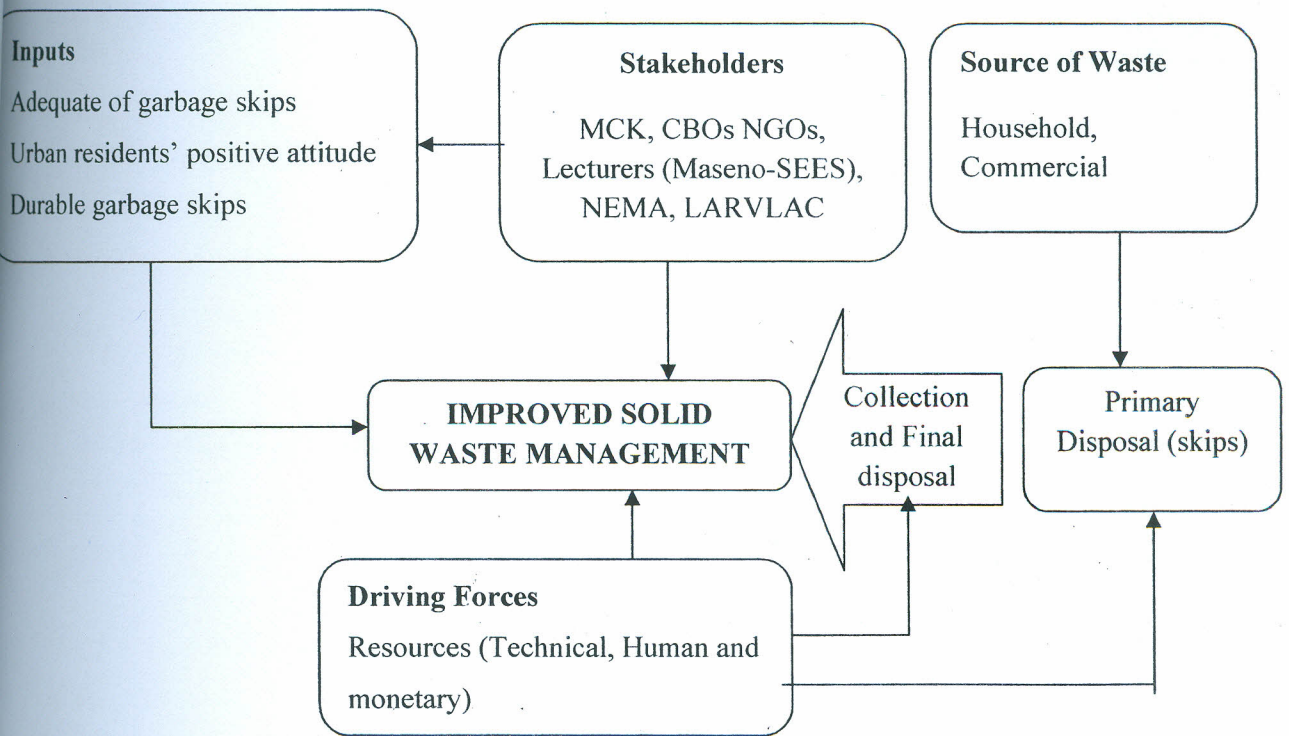 Inputs
Adequate of garbage skips
Urban residents' positive attitude
Durable garbage skips
Stakeholders
MCK, CBOs NGOs,
Lecturers (Maseno-SEES),
NEMA, LARVLAC
Source of Waste
Household,
Commercial
IMPROVED SOLID
WASTE MANAGEMENT
Collection
and Final
disposal
Primary
Disposal (skips)
Driving Forces
Resources (Technical, Human and
monetary)